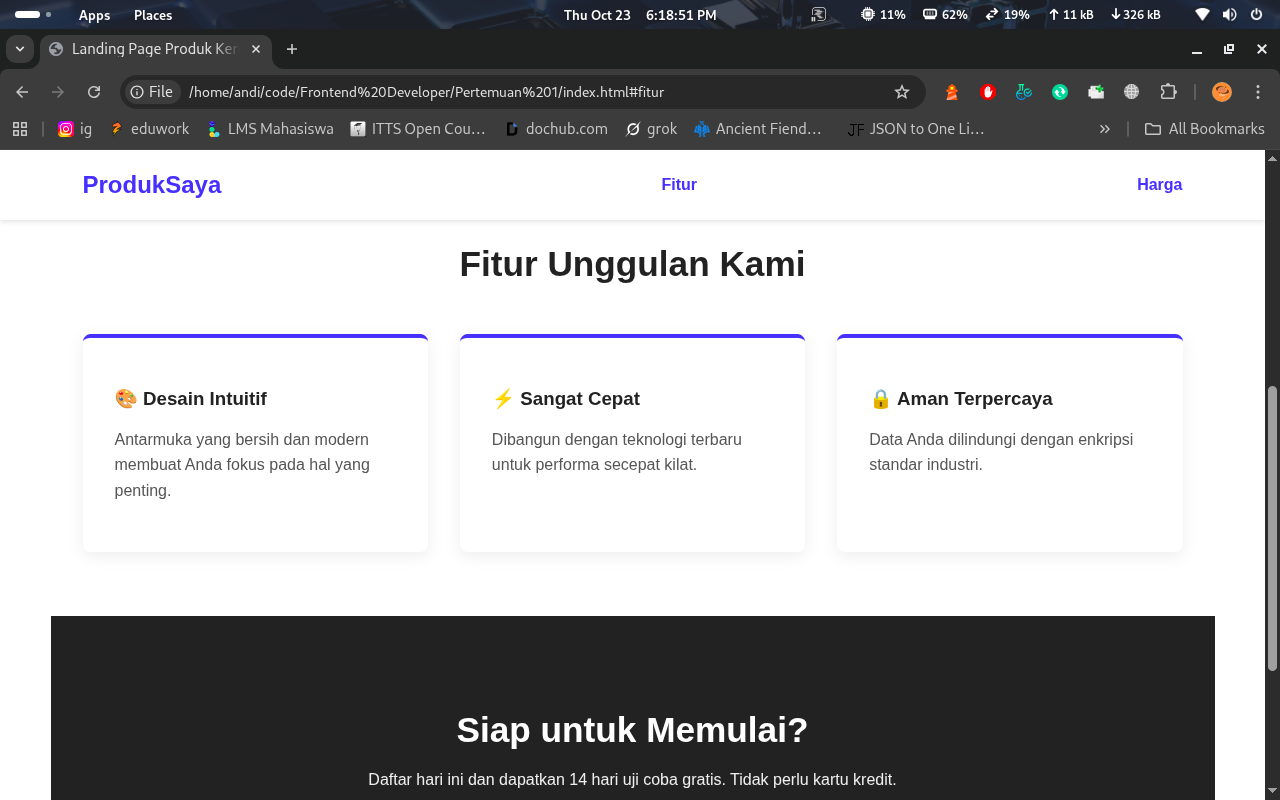 Apps Places Thu Oct 23 6:18:51 PM 11% 62% 19% 11 kB 326 kB
Landing Page Produk Ker
File /home/andi/code/Frontend%20Developer/Pertemuan%201/index.html#fitur
ig eduwork LMS Mahasiswa ITTS Open Cou… dochub.com grok Ancient Fiend… JF JSON to One Li… » All Bookmarks
ProdukSaya Fitur Harga
Fitur Unggulan Kami
🎨 Desain Intuitif
Antarmuka yang bersih dan modern
membuat Anda fokus pada hal yang
penting.
⚡ Sangat Cepat
Dibangun dengan teknologi terbaru
untuk performa secepat kilat.
🔒 Aman Terpercaya
Data Anda dilindungi dengan enkripsi
standar industri.
Siap untuk Memulai?
Daftar hari ini dan dapatkan 14 hari uji coba gratis. Tidak perlu kartu kredit.